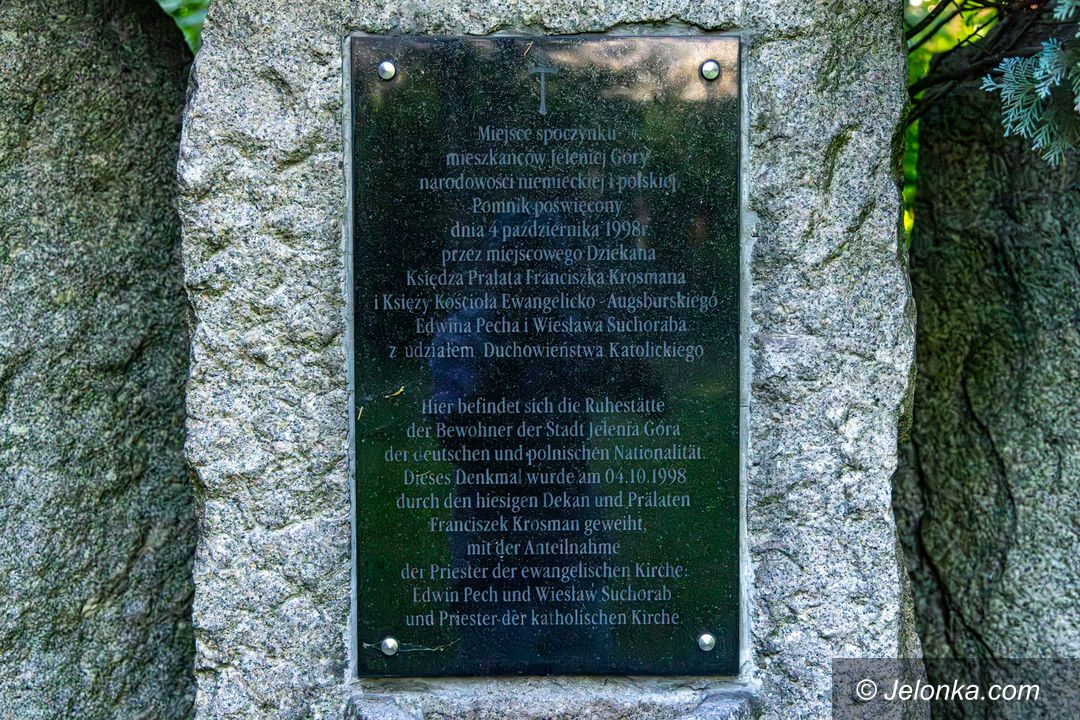 Miejsce spoczynku
mieszkańców Jeleniej Góry
narodowości niemieckiej i polskiej
Pomnik poświęcony
dnia 4 października 1998r.
przez miejscowego Dziekana
Księdza Prałata Franciszka Krosmana
i Księży Kościoła Ewangelicko - Augsburskiego
Edwina Pecha i Wiesława Suchoraba
z udziałem Duchowieństwa Katolickiego
Hier befindet sich die Ruhestätte
der Bewohner der Stadt Jelenia Góra
der deutschen und polnischen Nationalität.
Dieses Denkmal wurde am 04.10.1998
durch den hiesigen Dekan und Prälaten
Franciszek Krosman geweiht,
mit der Anteilnahme
der Priester der ewangelischen Kirche:
Edwin Pech und Wiesław Suchorab
und Priester der katholischen Kirche.
© Jelonka.com